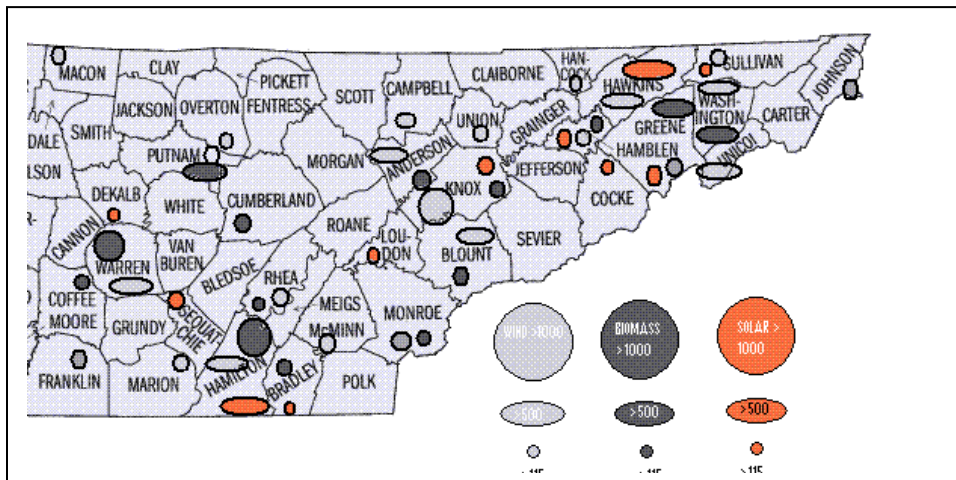 MACON
CLAY
PICKETT
SCOTT
CAMPBELL
CLAIBORNE
HAN-
COCK
HAWKINS
SULLIVAN
JOHNSON
JACKSON
OVERTON
FENTRESS
UNION
GRAINGER
GREENE
WASH-
INGTON
CARTER
SMITH
DALE
LSON
PUTNAM
MORGAN
ANDERSON
KNOX
JEFFERSON
HAMBLEN
UNICOI
DEKALB
WHITE
CUMBERLAND
ROANE
LOU-
DON
BLOUNT
SEVIER
COCKE
R-
CANNON
WARREN
VAN
BUREN
BLEDSOE
RHEA
MEIGS
MONROE
COFFEE
MOORE
GRUNDY
SEQUAT-
CHIE
McMINN
FRANKLIN
MARION
HAMILTON
BRADLEY
POLK
WIND >1000
BIOMASS
>1000
SOLAR >
1000
>500
>500
>500
>115